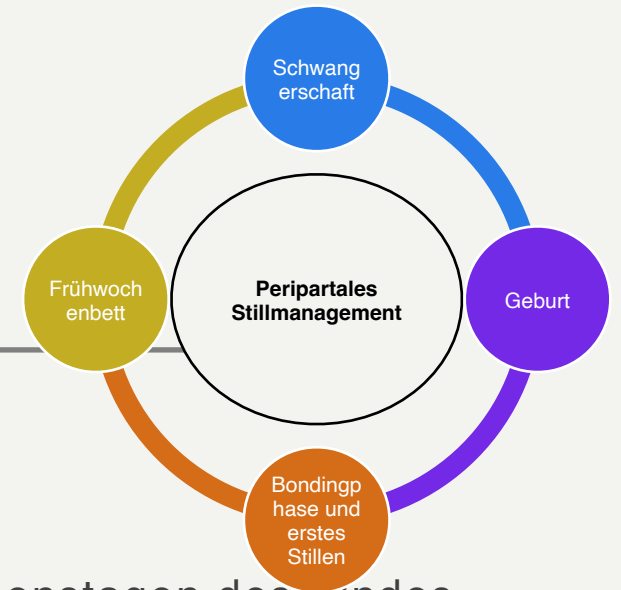 Schwang
erschaft
Frühwoch
enbett
Peripartales
Stillmanagement
Geburt
Bondingp
hase und
erstes
Stillen